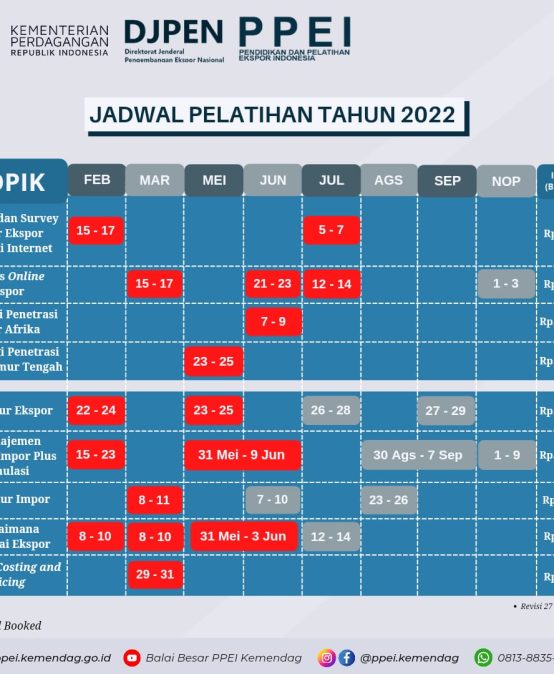 KEMENTERIAN
PERDAGANGAN
REPUBLIK INDONESIA
DJPEN
Direktorat Jenderal
Pengembangan Ekspor Nasional
PPEI
PENDIDIKAN DAN PELATIHAN
EKSPOR INDONESIA
JADWAL PELATIHAN TAHUN 2022
OPIK FEB MAR MEI JUN JUL AGS SEP NOP
dan Survey
r Ekspor
i Internet
15 - 17 5 - 7 Rp
s Online
spor
15 - 17 21 - 23 12 - 14 1 - 3 Rp
i Penetrasi
r Afrika
7 - 9 Rp
gi Penetrasi
mur Tengah
23 - 25 Rp
ur Ekspor 22 - 24 23 - 25 26 - 28 27 - 29 Rp
ajemen
Impor Plus
mulasi
15 - 23 31 Mei - 9 Jun 30 Ags - 7 Sep 1 - 9 Rp.
ur Impor 8 - 11 7 - 10 23 - 26 Rp
aimana
ai Ekspor
8 - 10 8 - 10 31 Mei - 3 Jun 12 - 14 Rp
Costing and
icing
29 - 31 Rp
• Revisi 27
d Booked
ppei.kemendag.go.id Balai Besar PPEI Kemendag @ppei.kemendag 0813-8835-